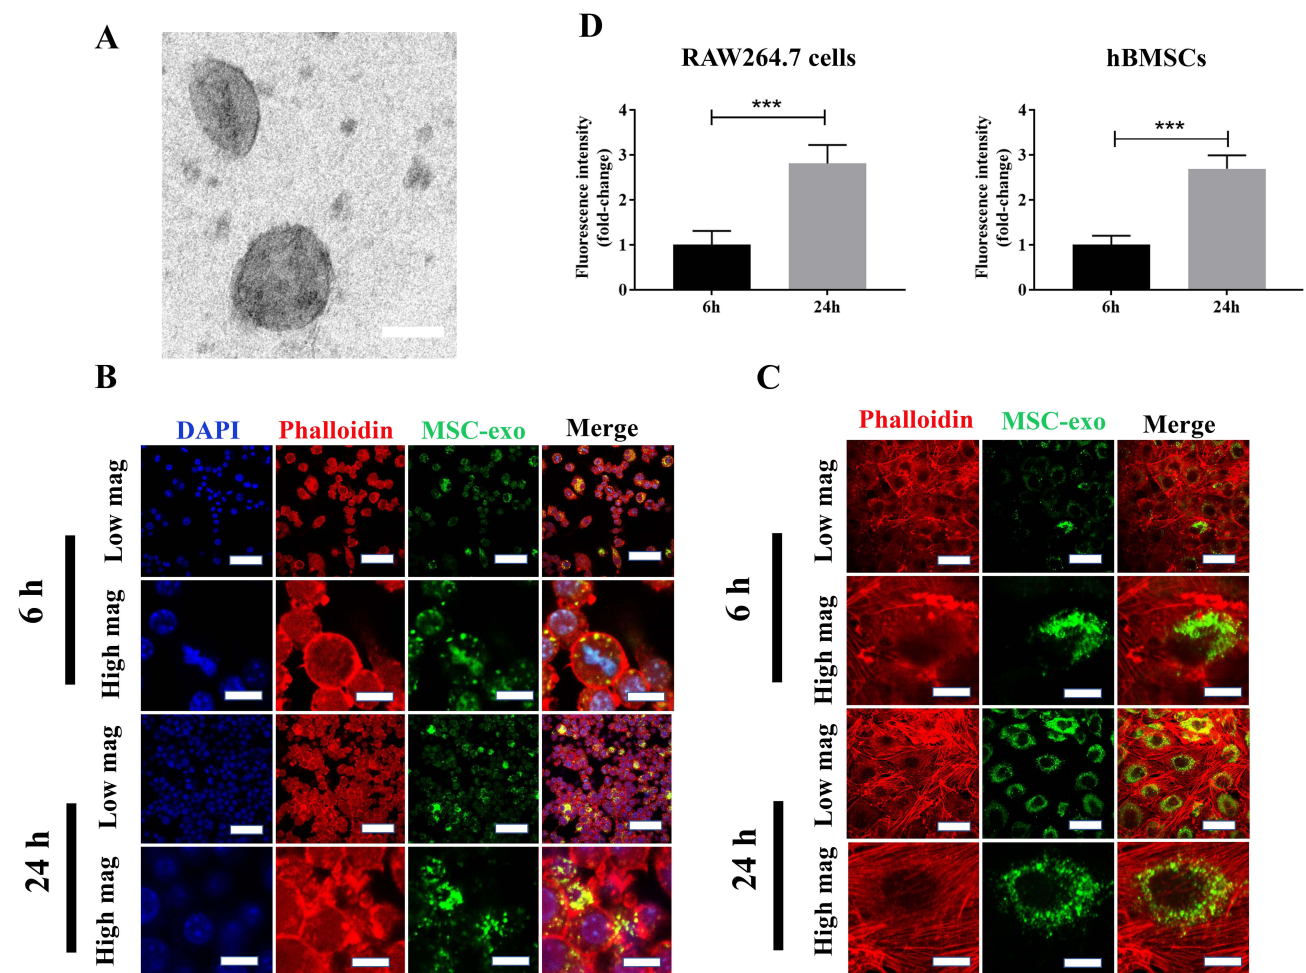 A
D
RAW264.7 cells
hBMSCs
Fluorescence intensity
(fold-change)
4
3
2
1
0
***
6h
24h
Fluorescence intensity
(fold-change)
4
3
2
1
0
***
6h
24h
B
DAPI
Phalloidin
MSC-exo
Merge
6 h
Low mag
High mag
24 h
Low mag
High mag
C
Phalloidin
MSC-exo
Merge
6 h
Low mag
High mag
24 h
Low mag
High mag